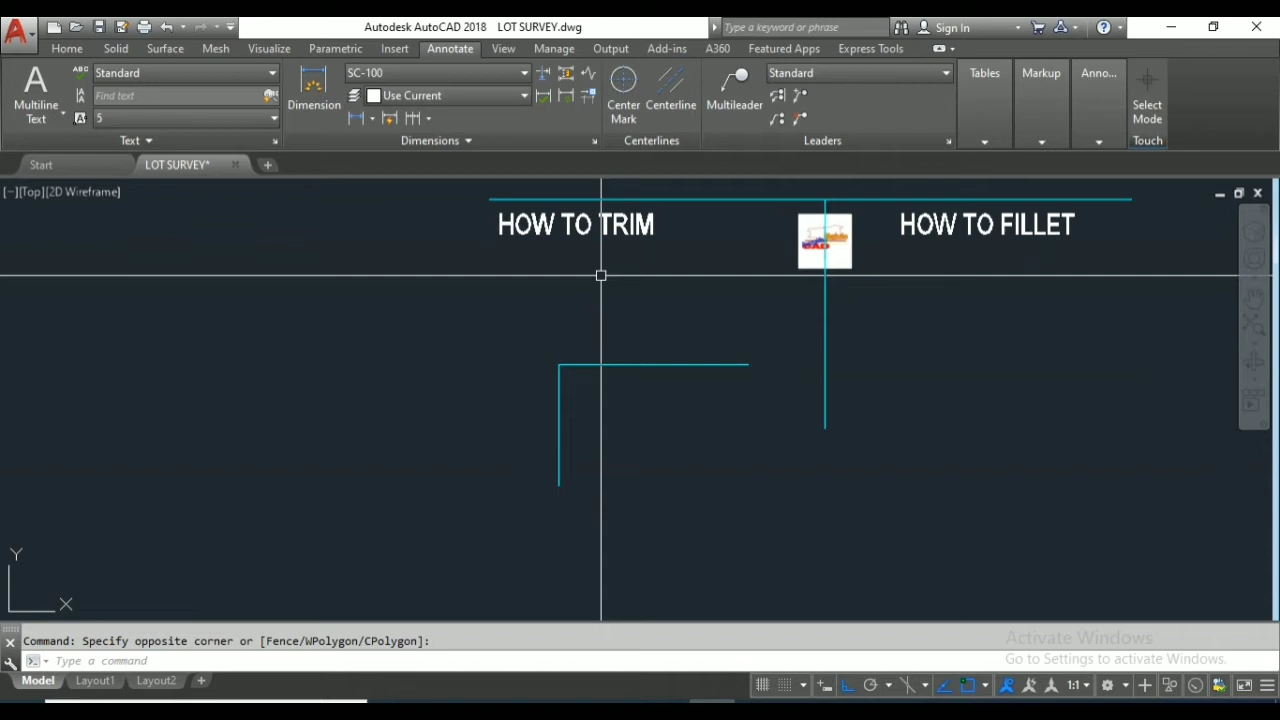 Autodesk AutoCAD 2018 LOT SURVEY.dwg
Type a keyword or phrase
Sign In
Home Solid Surface Mesh Visualize Parametric Insert Annotate View Manage Output Add-ins A360 Featured Apps Express Tools
Standard
Find text
5
Multiline
Text
ABC
A
Text
Dimension
SC-100
Use Current
Dimensions
Center
Mark
Centerline
Centerlines
Multileader
Standard
Leaders
Tables
Markup
Anno...
Select
Mode
Touch
Start
LOT SURVEY*
[−][Top][2D Wireframe]
HOW TO TRIM
HOW TO FILLET
CAD
Y
X
Command: Specify opposite corner or [Fence/WPolygon/CPolygon]:
Type a command
Activate Windows
Go to Settings to activate Windows.
Model Layout1 Layout2
1:1